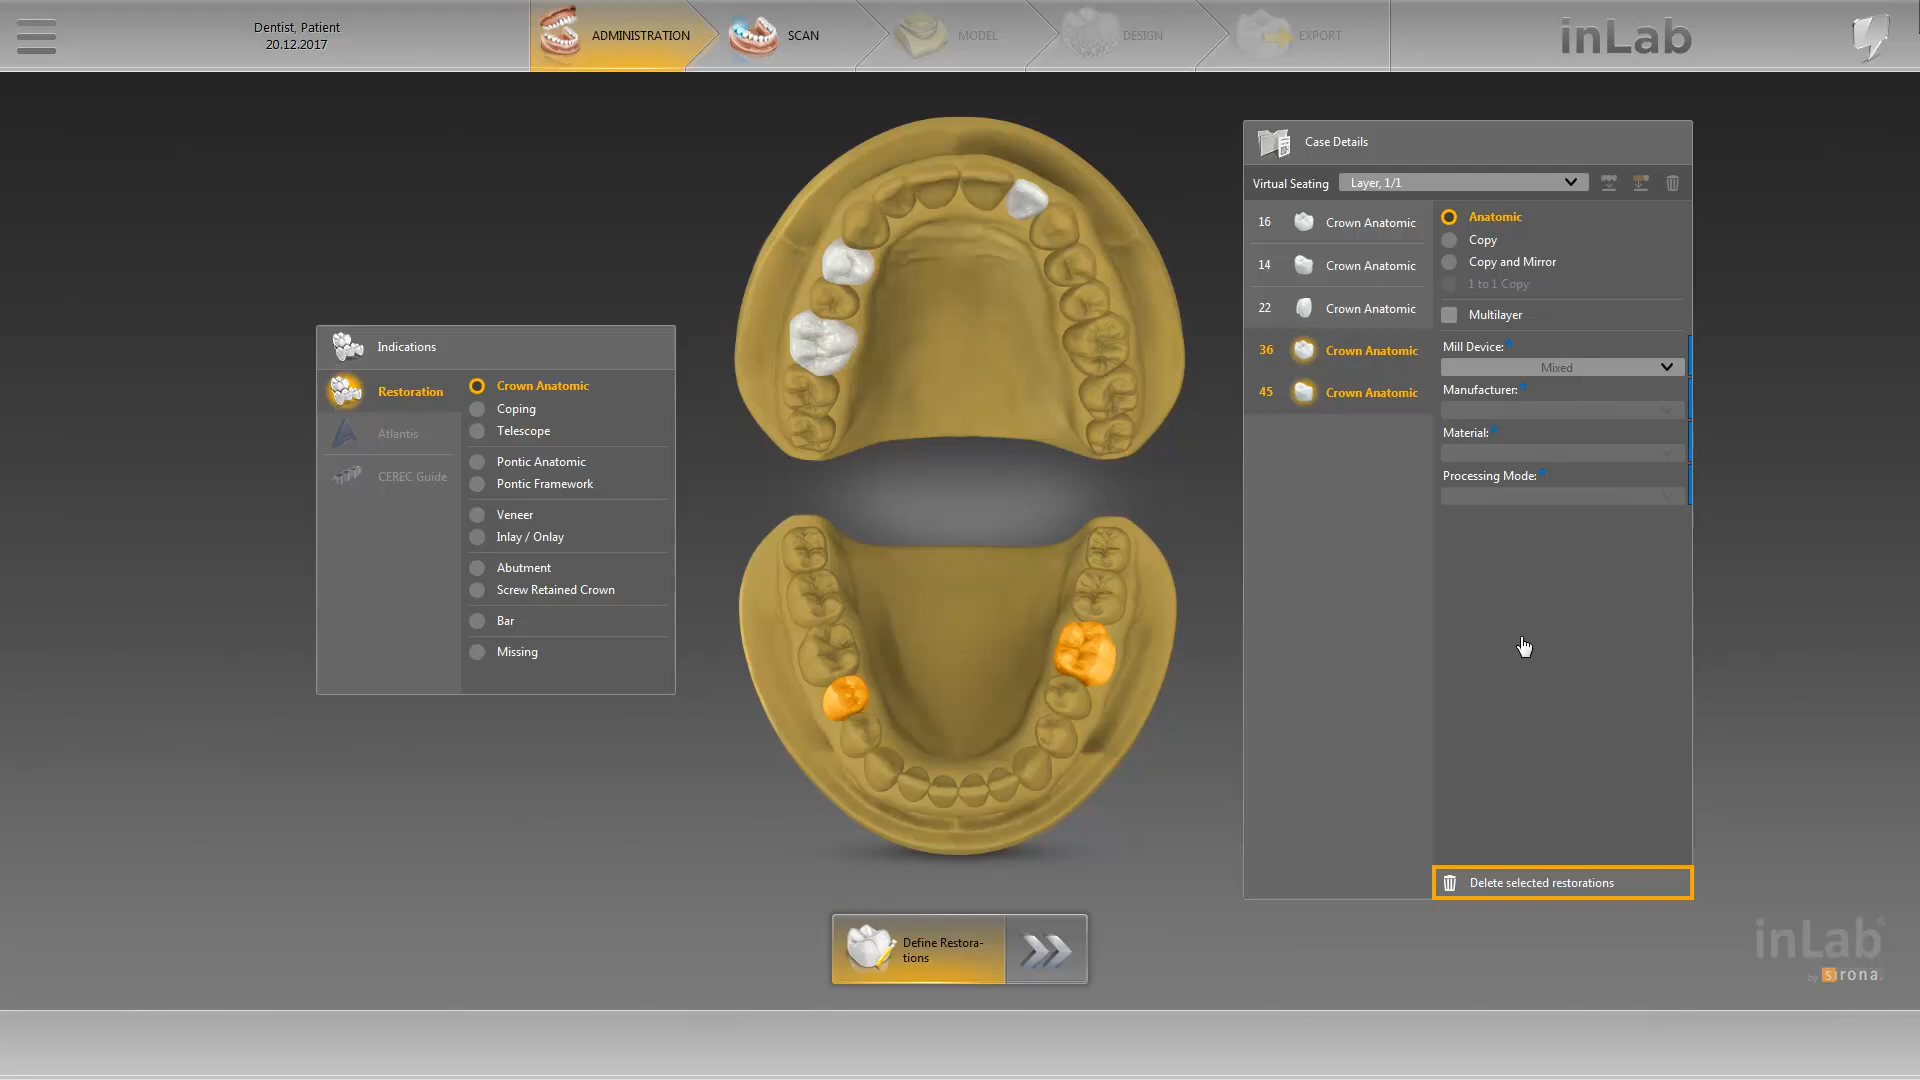 Dentist, Patient
20.12.2017
ADMINISTRATION
SCAN
MODEL
DESIGN
EXPORT
inLab
Case Details
Virtual Seating
Layer, 1/1
16
Crown Anatomic
14
Crown Anatomic
22
Crown Anatomic
36
Crown Anatomic
45
Crown Anatomic
Anatomic
Copy
Copy and Mirror
1 to 1 Copy
Multilayer
Mill Device:
Mixed
Manufacturer:
Material:
Processing Mode:
Delete selected restorations
Indications
Restoration
Atlantis
CEREC Guide
Crown Anatomic
Coping
Telescope
Pontic Anatomic
Pontic Framework
Veneer
Inlay / Onlay
Abutment
Screw Retained Crown
Bar
Missing
Define Restora-
tions
inLab®
by sirona.